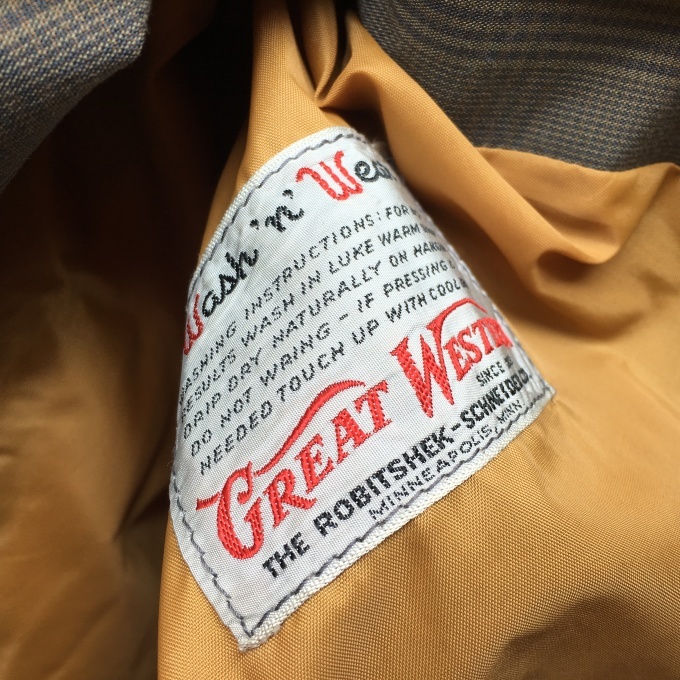 Wash 'n' Wea
WASHING INSTRUCTIONS: FOR
RESULTS WASH IN LUKE WARM
DRIP DRY NATURALLY ON
DO NOT WRING - IF PRESSING
NEEDED TOUCH UP WITH COOL
GREAT WESTE
SINCE
THE ROBITSHEK-SCHNEIDER CO.
MINNEAPOLIS, MINN